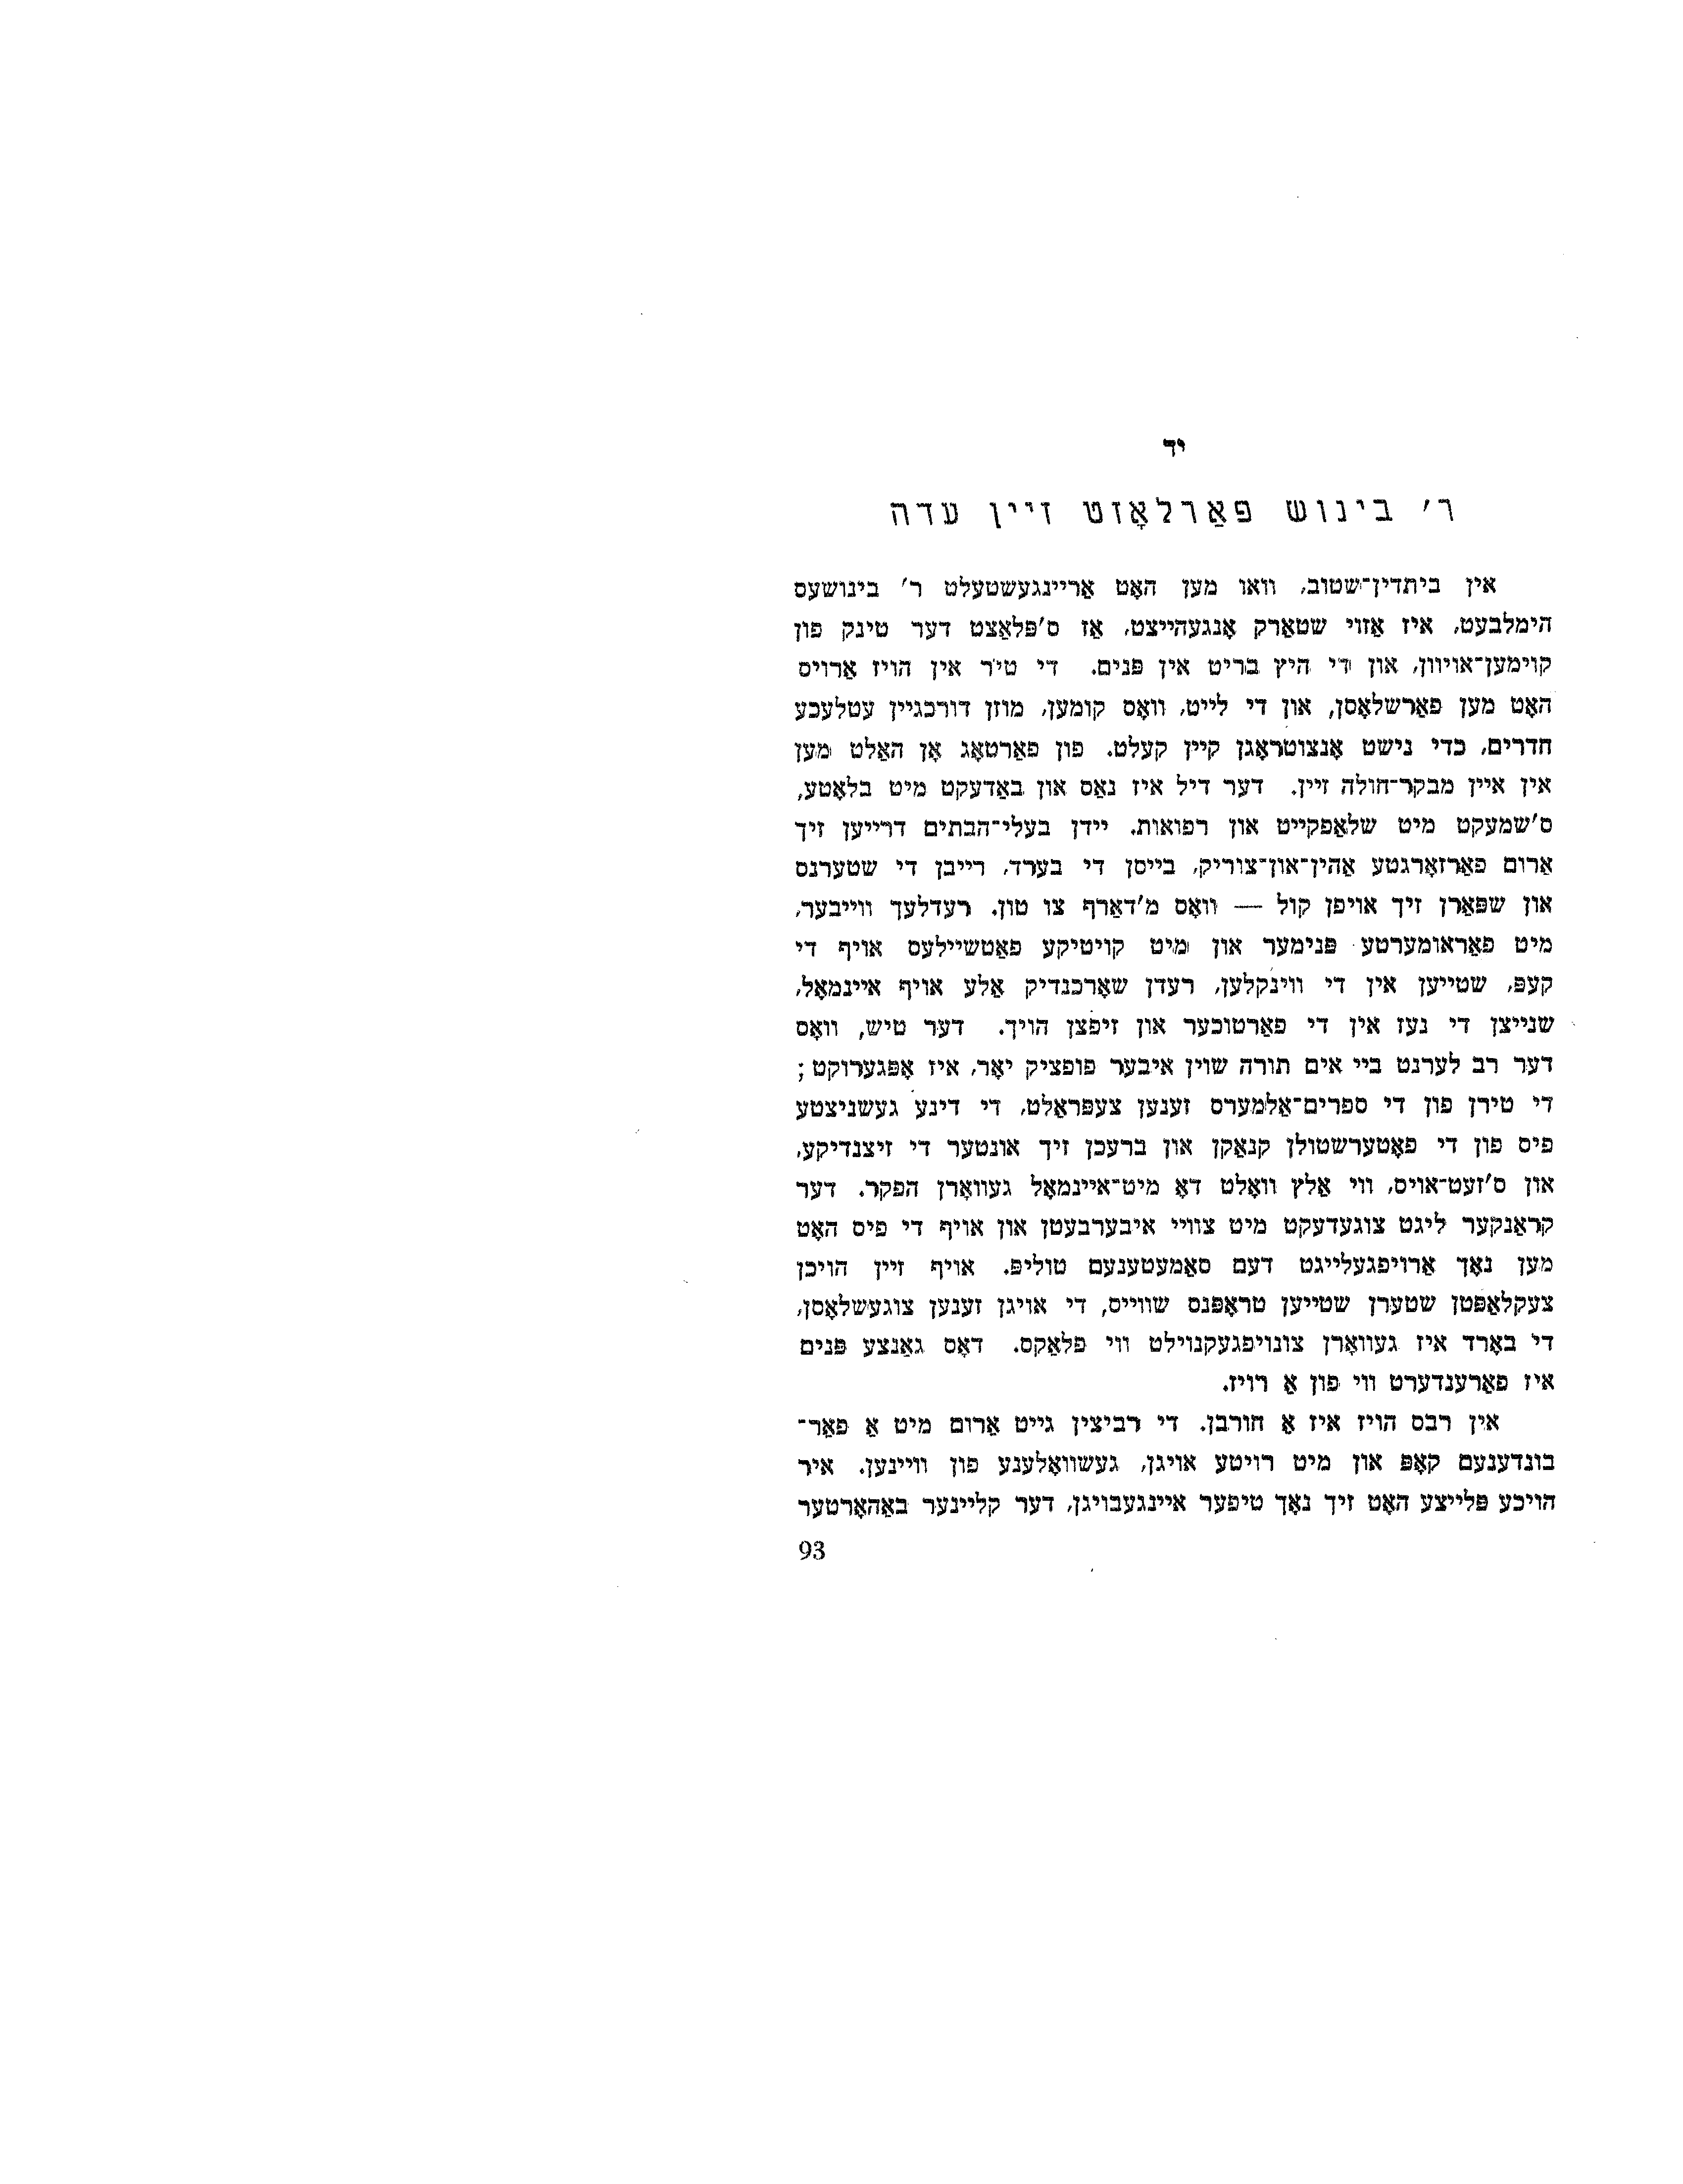 יד
ר' בינוש פֿאַרלאָזט זיין עדה
אין ביתדין־שטוב, וואו מען האָט אַריינגעשטעלט ר' בינושעס
הימלבעט, איז אַזוי שטאַרק אָנגעהייצט, אַז ס'פּלאַצט דער טינק פון
קוימען־אויוון, און די היץ בריט אין פּנים. די טיר אין הויז אַרויס
האָט מען פאַרשלאָסן, און די לייט, וואָס קומען, מוזן דורכגיין עטלעכע
חדרים, כדי נישט אָנצוטראָגן קיין קעלט. פון פאַרטאָג אָן האַלט מען
אין איין מבקר־חולה זיין. דער דיל איז נאַס און באַדעקט מיט בלאָטע,
ס'שמעקט מיט שלאַפקייט און רפואות. יידן בעלי־הבתים דרייען זיך
אַרום פאַרזאָרגטע אַהין־און־צוריק, בייסן די בערד, רייבן די שטערנס
און שפּאַרן זיך אויפן קול — וואָס מ'דאַרף צו טון. רעדלעך ווייבער,
מיט פאַראומערטע פּנימער און מיט קויטיקע פאַטשיילעס אויף די
קעפּ, שטייען אין די ווינקלען, רעדן שאָרכנדיק אַלע אויף איינמאָל,
שנייצן די נעז אין די פאַרטוכער און זיפצן הויך. דער טיש, וואָס
דער רב לערנט ביי אים תורה שוין איבער פופציק יאָר, איז אָפּגערוקט ;
די טירן פון די ספרים־אַלמערס זענען צעפּראַלט, די דינע געשניצטע
פיס פון די פאָטערשטולן קנאַקן און ברעכן זיך אונטער די זיצנדיקע,
און ס'זעט־אויס, ווי אַלץ וואָלט דאָ מיט־איינמאָל געוואָרן הפקר. דער
קראַנקער ליגט צוגעדעקט מיט צוויי איבערבעטן און אויף די פיס האָט
מען נאָך אַרויפגעלייגט דעם סאַמעטענעם טוליפּ. אויף זיין הויכן
צעקלאַפּטן שטערן שטייען טראָפּנס שווייס, די אויגן זענען צוגעשלאָסן,
די באָרד איז געוואָרן צונויפגעקנוילט ווי פלאַקס. דאָס גאַנצע פּנים
איז פאַרענדערט ווי פון אַ רויז.
אין רבס הויז איז אַ חורבן. די רביצין גייט אַרום מיט אַ פאַר־
בונדענעם קאָפּ און מיט רויטע אויגן, געשוואָלענע פון וויינען. איר
הויכע פּלייצע האָט זיך נאָך טיפער איינגעבויגן, דער קליינער באַהאָרטער
93